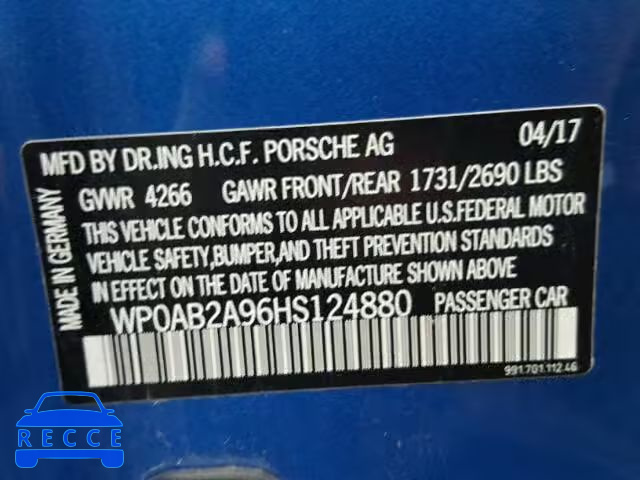 MFD BY DR.ING H.C.F. PORSCHE AG 04/17
GVWR 4266 GAWR FRONT/REAR 1731/2690 LBS
THIS VEHICLE CONFORMS TO ALL APPLICABLE U.S.FEDERAL MOTOR
VEHICLE SAFETY,BUMPER,AND THEFT PREVENTION STANDARDS
IN EFFECT ON THE DATE OF MANUFACTURE SHOWN ABOVE
WP0AB2A96HS124880 PASSENGER CAR
991.701.112.46
MADE IN GERMANY
RECCE